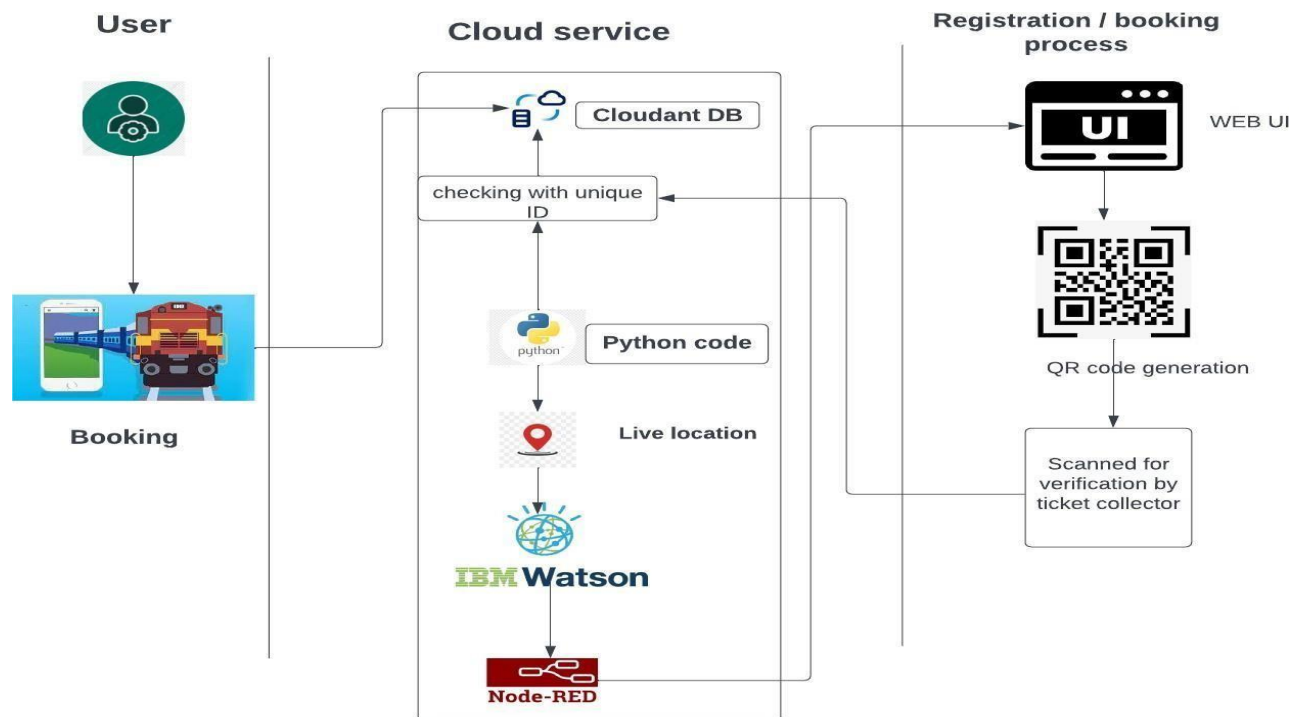 User
Booking
Cloud service
Cloudant DB
checking with unique
ID
python
Python code
Live location
IBM Watson
Node-RED
Registration / booking
process
UI
WEB UI
QR code generation
Scanned for
verification by
ticket collector